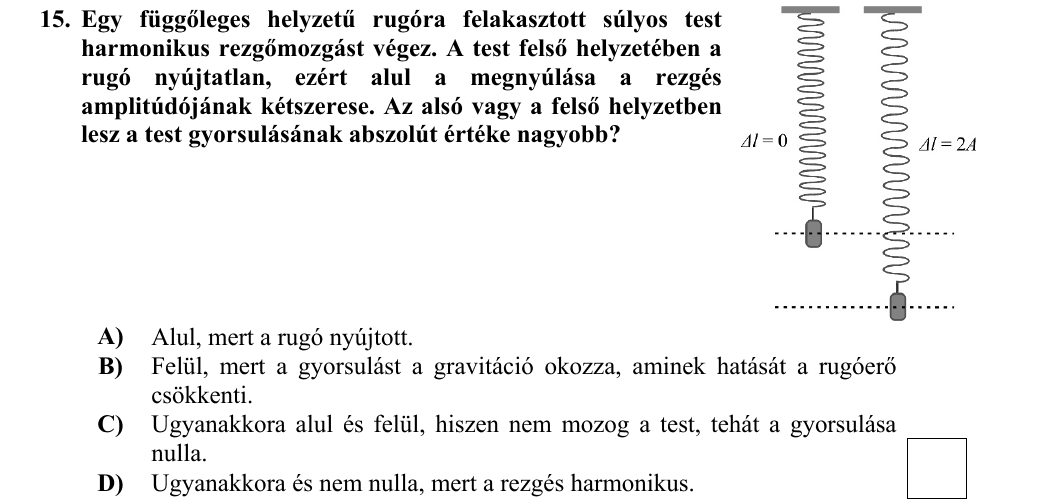 15. Egy függőleges helyzetű rugóra felakasztott súlyos test
harmonikus rezgőmozgást végez. A test felső helyzetében a
rugó nyújtatlan, ezért alul a megnyúlása a rezgés
amplitúdójának kétszerese. Az alsó vagy a felső helyzetben
lesz a test gyorsulásának abszolút értéke nagyobb?
Δl = 0
Δl = 2A
A) Alul, mert a rugó nyújtott.
B) Felül, mert a gyorsulást a gravitáció okozza, aminek hatását a rugóerő
csökkenti.
C) Ugyanakkora alul és felül, hiszen nem mozog a test, tehát a gyorsulása
nulla.
D) Ugyanakkora és nem nulla, mert a rezgés harmonikus.